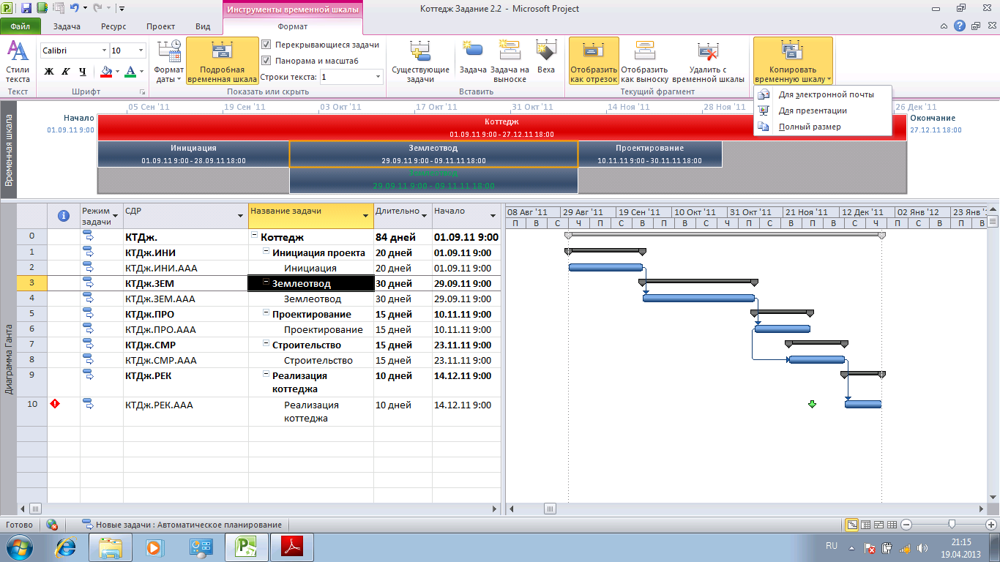 Инструменты временной шкалы
Коттедж Задание 2.2 - Microsoft Project
Файл Задача Ресурс Проект Вид Формат
Стили текста
Calibri 10
Ж К Ч
Формат даты
Подробная временная шкала
Перекрывающиеся задачи
Панорама и масштаб
Строки текста: 1
Существующие задачи
Задача
Задача на выноске
Веха
Отобразить как отрезок
Отобразить как выноску
Удалить с временной шкалы
Копировать временную шкалу
Текст Шрифт Показать или скрыть Вставить Текущий фрагмент
Для электронной почты
Для презентации
Полный размер
Временная шкала
05 Сен '11 19 Сен '11 03 Окт '11 17 Окт '11 31 Окт '11 14 Ноя '11 28 Ноя '11 26 Дек '11
Начало
01.09.11 9:00
Коттедж
01.09.11 9:00 - 27.12.11 18:00
Окончание
27.12.11 18:00
Инициация Землеотвод Проектирование
01.09.11 9:00 - 28.09.11 18:00 29.09.11 9:00 - 09.11.11 18:00 10.11.11 9:00 - 30.11.11 18:00
Землеотвод
29.09.11 9:00 - 09.11.11 18:00
Диаграмма Ганта
Режим задачи СДР Название задачи Длительно Начало
08 Авг '11 29 Авг '11 19 Сен '11 10 Окт '11 31 Окт '11 21 Ноя '11 12 Дек '11 02 Янв '12 23 Янв '1
П В С Ч П В С Ч П В С Ч П В С Ч П В
0 КТДж. Коттедж 84 дней 01.09.11 9:00
1 КТДж.ИНИ Инициация проекта 20 дней 01.09.11 9:00
2 КТДж.ИНИ.ААА Инициация 20 дней 01.09.11 9:00
3 КТДж.ЗЕМ Землеотвод 30 дней 29.09.11 9:00
4 КТДж.ЗЕМ.ААА Землеотвод 30 дней 29.09.11 9:00
5 КТДж.ПРО Проектирование 15 дней 10.11.11 9:00
6 КТДж.ПРО.ААА Проектирование 15 дней 10.11.11 9:00
7 КТДж.СМР Строительство 15 дней 23.11.11 9:00
8 КТДж.СМР.ААА Строительство 15 дней 23.11.11 9:00
9 КТДж.РЕК Реализация коттеджа 10 дней 14.12.11 9:00
10 КТДж.РЕК.ААА Реализация коттеджа 10 дней 14.12.11 9:00
Готово Новые задачи : Автоматическое планирование
RU 21:15
19.04.2013